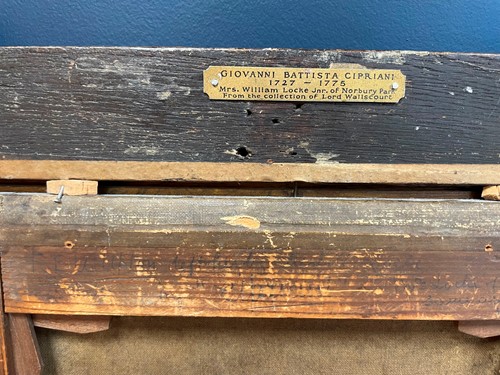 GIOVANNI BATTISTA CIPRIANI
1727 - 1775
Mrs. William Locke Jnr. of Norbury Park
From the collection of Lord Wallscourt